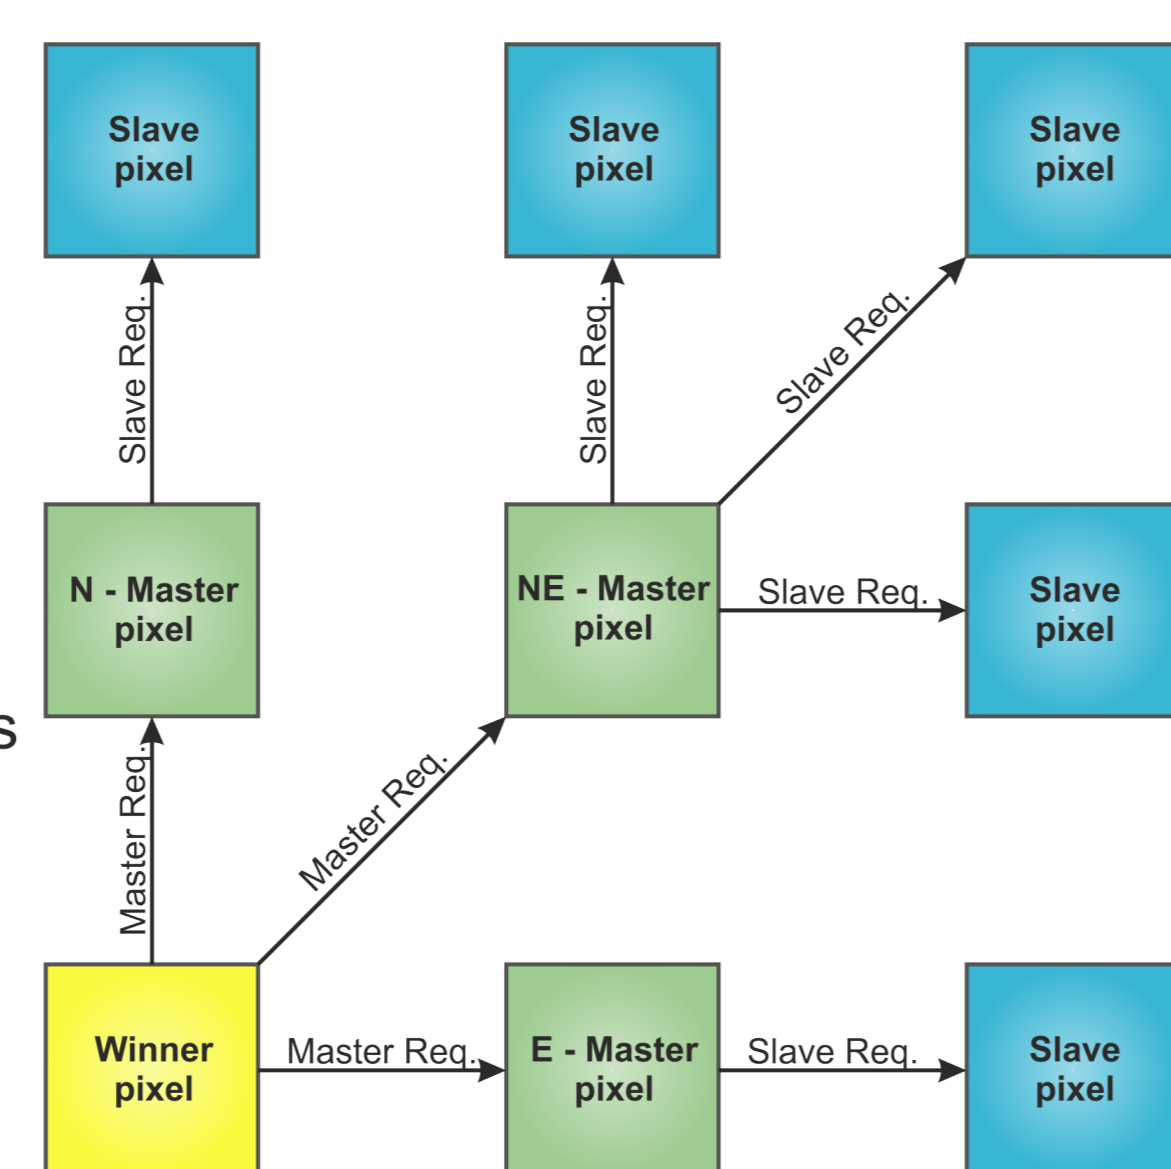 Slave
pixel
Slave
pixel
Slave
pixel
Slave Req.
Slave Req.
Slave Req.
N - Master
pixel
NE - Master
pixel
Slave Req.
Slave
pixel
s
Master Req.
Master Req.
Winner
pixel
Master Req.
E - Master
pixel
Slave Req.
Slave
pixel